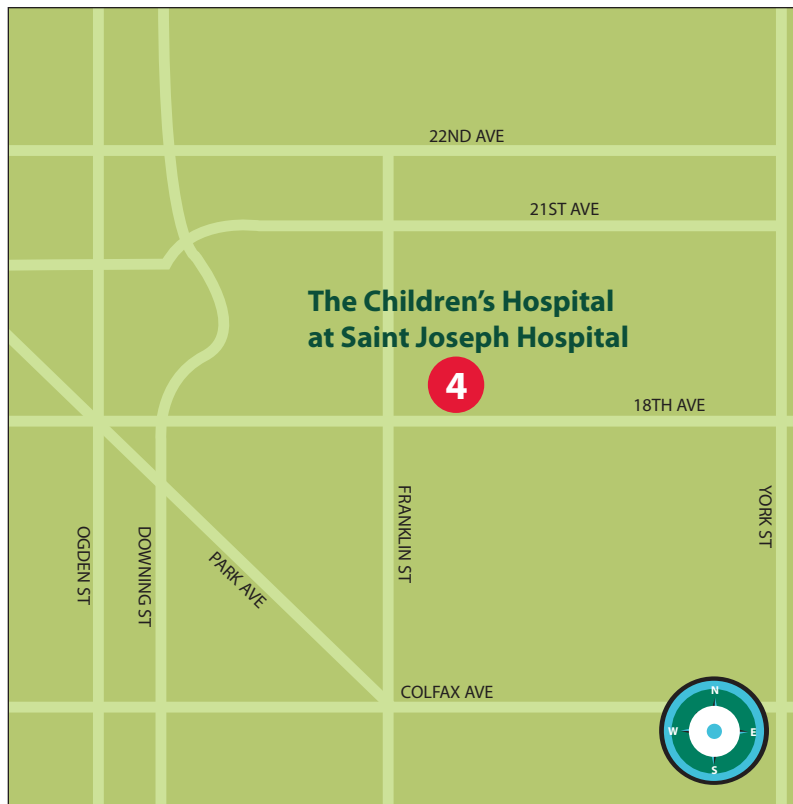 22ND AVE
21ST AVE
The Children’s Hospital
at Saint Joseph Hospital
4
18TH AVE
OGDEN ST
DOWNING ST
PARK AVE
FRANKLIN ST
YORK ST
COLFAX AVE
N
W
E
S